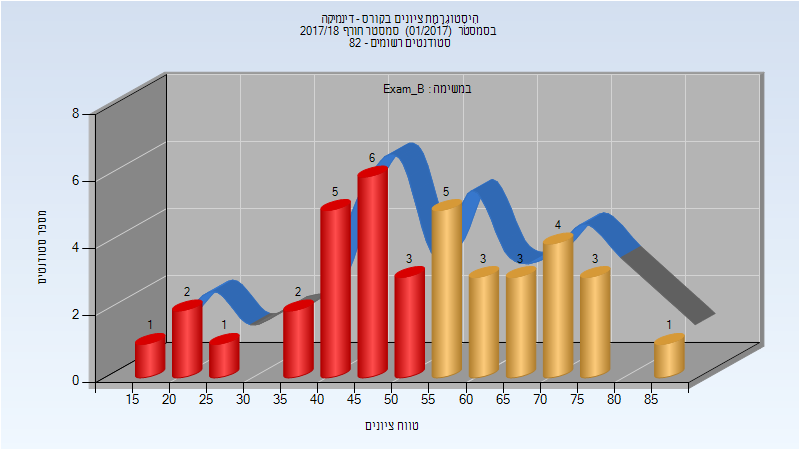 היסטוגרמת ציונים בקורס - דינמיקה
בסמסטר (01/2017) סמסטר חורף 2017/18
סטודנטים רשומים - 82
במשימה : Exam_B
מספר סטודנטים
8
6
4
2
0
1
2
1
2
5
6
3
5
3
3
4
3
1
15 20 25 30 35 40 45 50 55 60 65 70 75 80 85
טווח ציונים